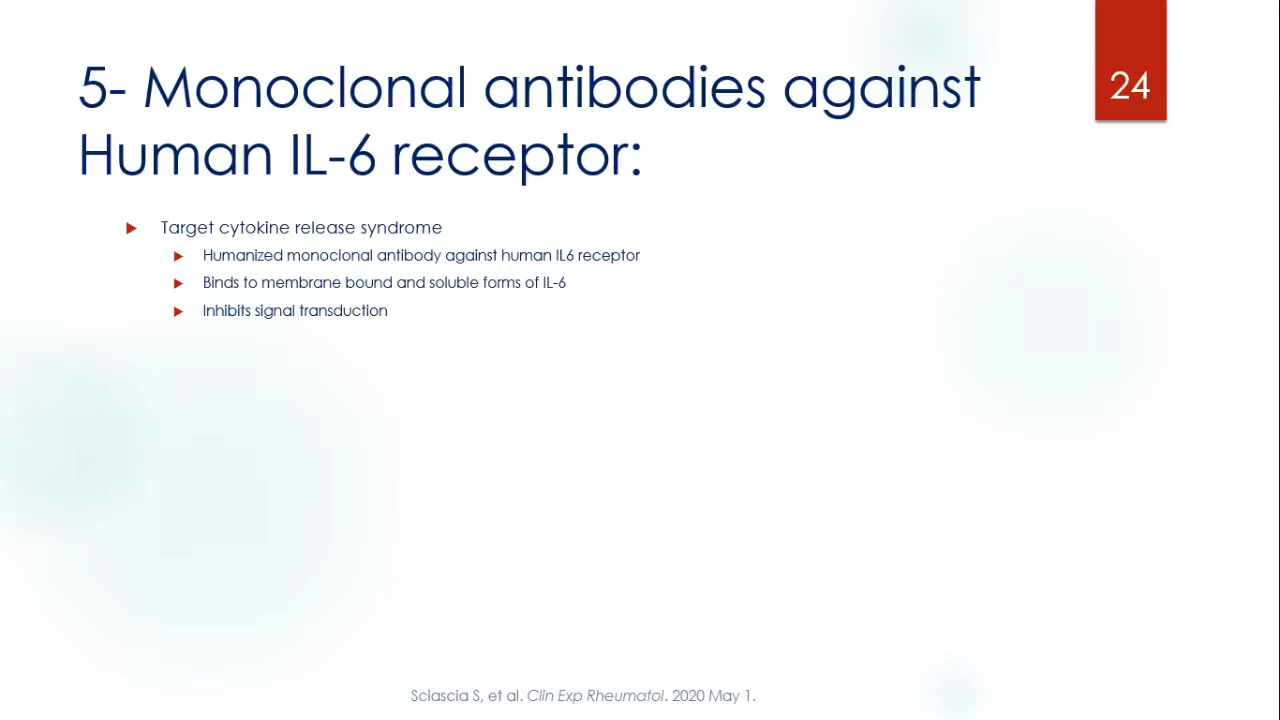 5- Monoclonal antibodies against
Human IL-6 receptor:
24
Target cytokine release syndrome
Humanized monoclonal antibody against human IL6 receptor
Binds to membrane bound and soluble forms of IL-6
Inhibits signal transduction
Sciascia S, et al. Clin Exp Rheumatol. 2020 May 1.